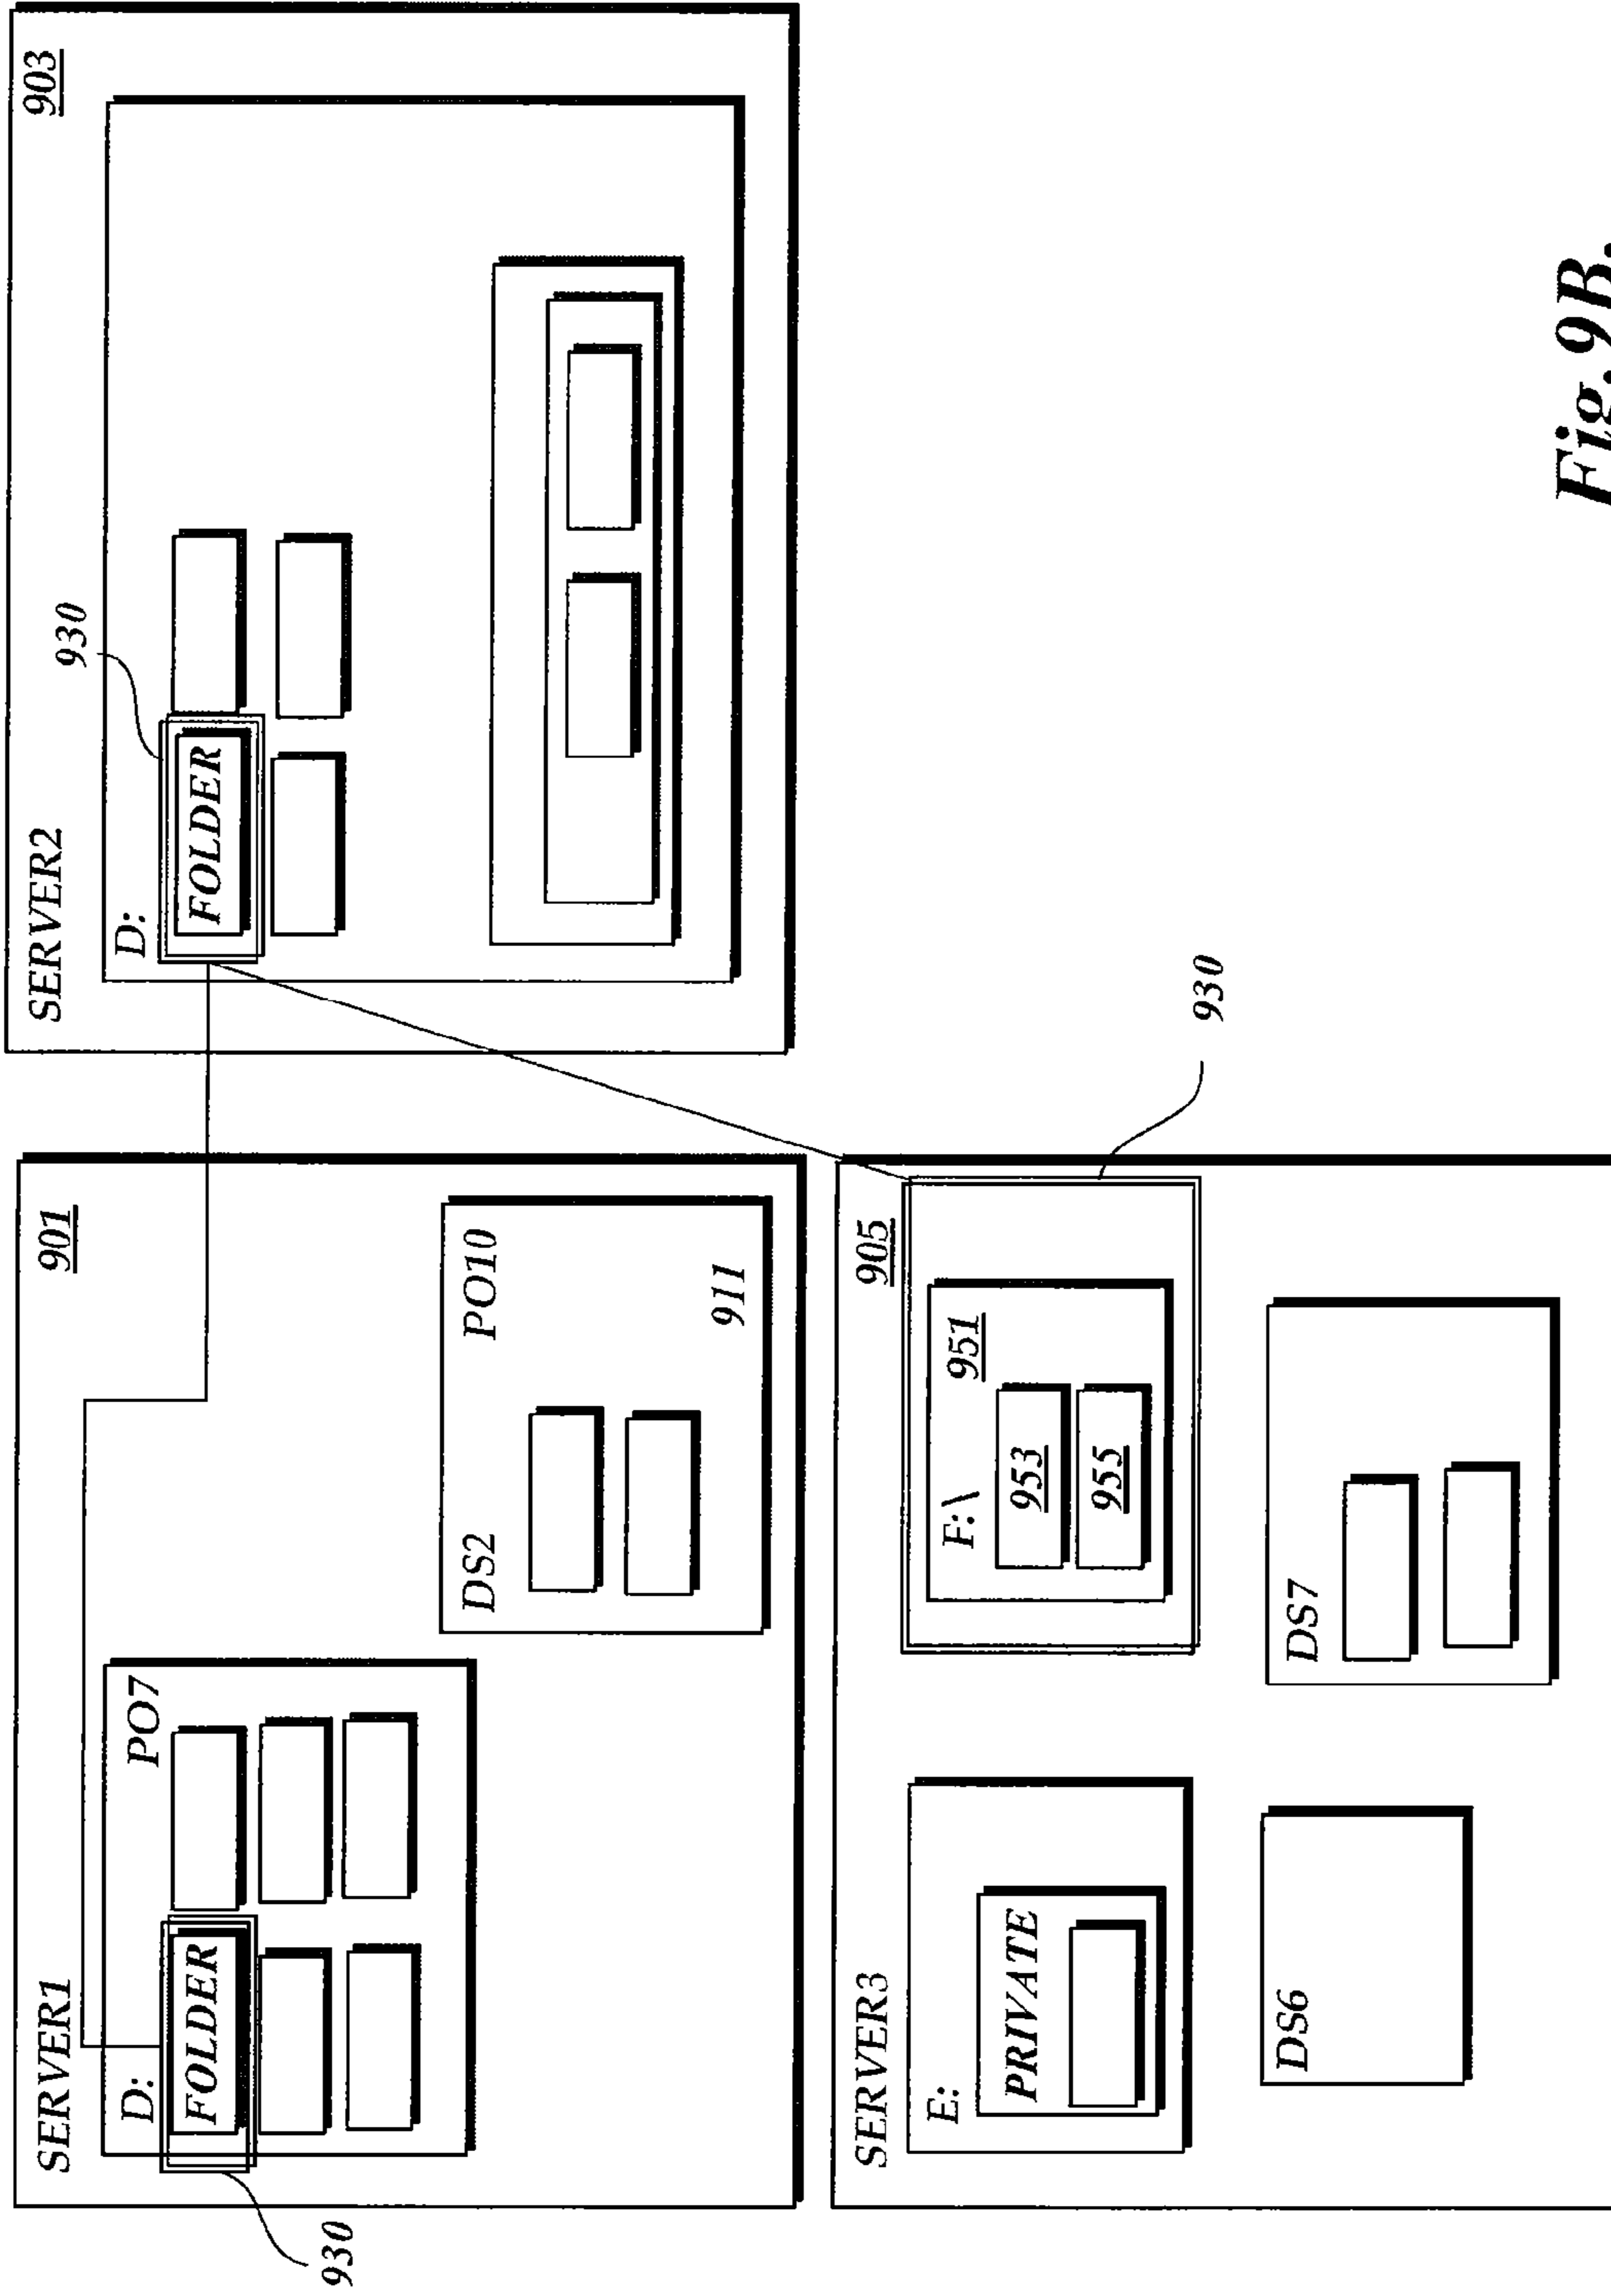 SERVER1
901
D:
PO7
FOLDER
930
DS2
PO10
911
SERVER2
903
930
D:
FOLDER
SERVER3
905
E:
PRIVATE
F:\
951
953
955
930
DS6
DS7
Fig.9B.